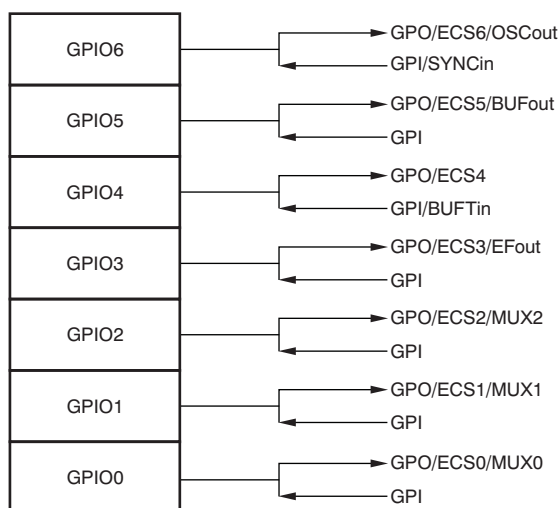 GPIO6
GPO/ECS6/OSCout
GPI/SYNCin
GPIO5
GPO/ECS5/BUFout
GPI
GPIO4
GPO/ECS4
GPI/BUFTin
GPIO3
GPO/ECS3/EFout
GPI
GPIO2
GPO/ECS2/MUX2
GPI
GPIO1
GPO/ECS1/MUX1
GPI
GPIO0
GPO/ECS0/MUX0
GPI